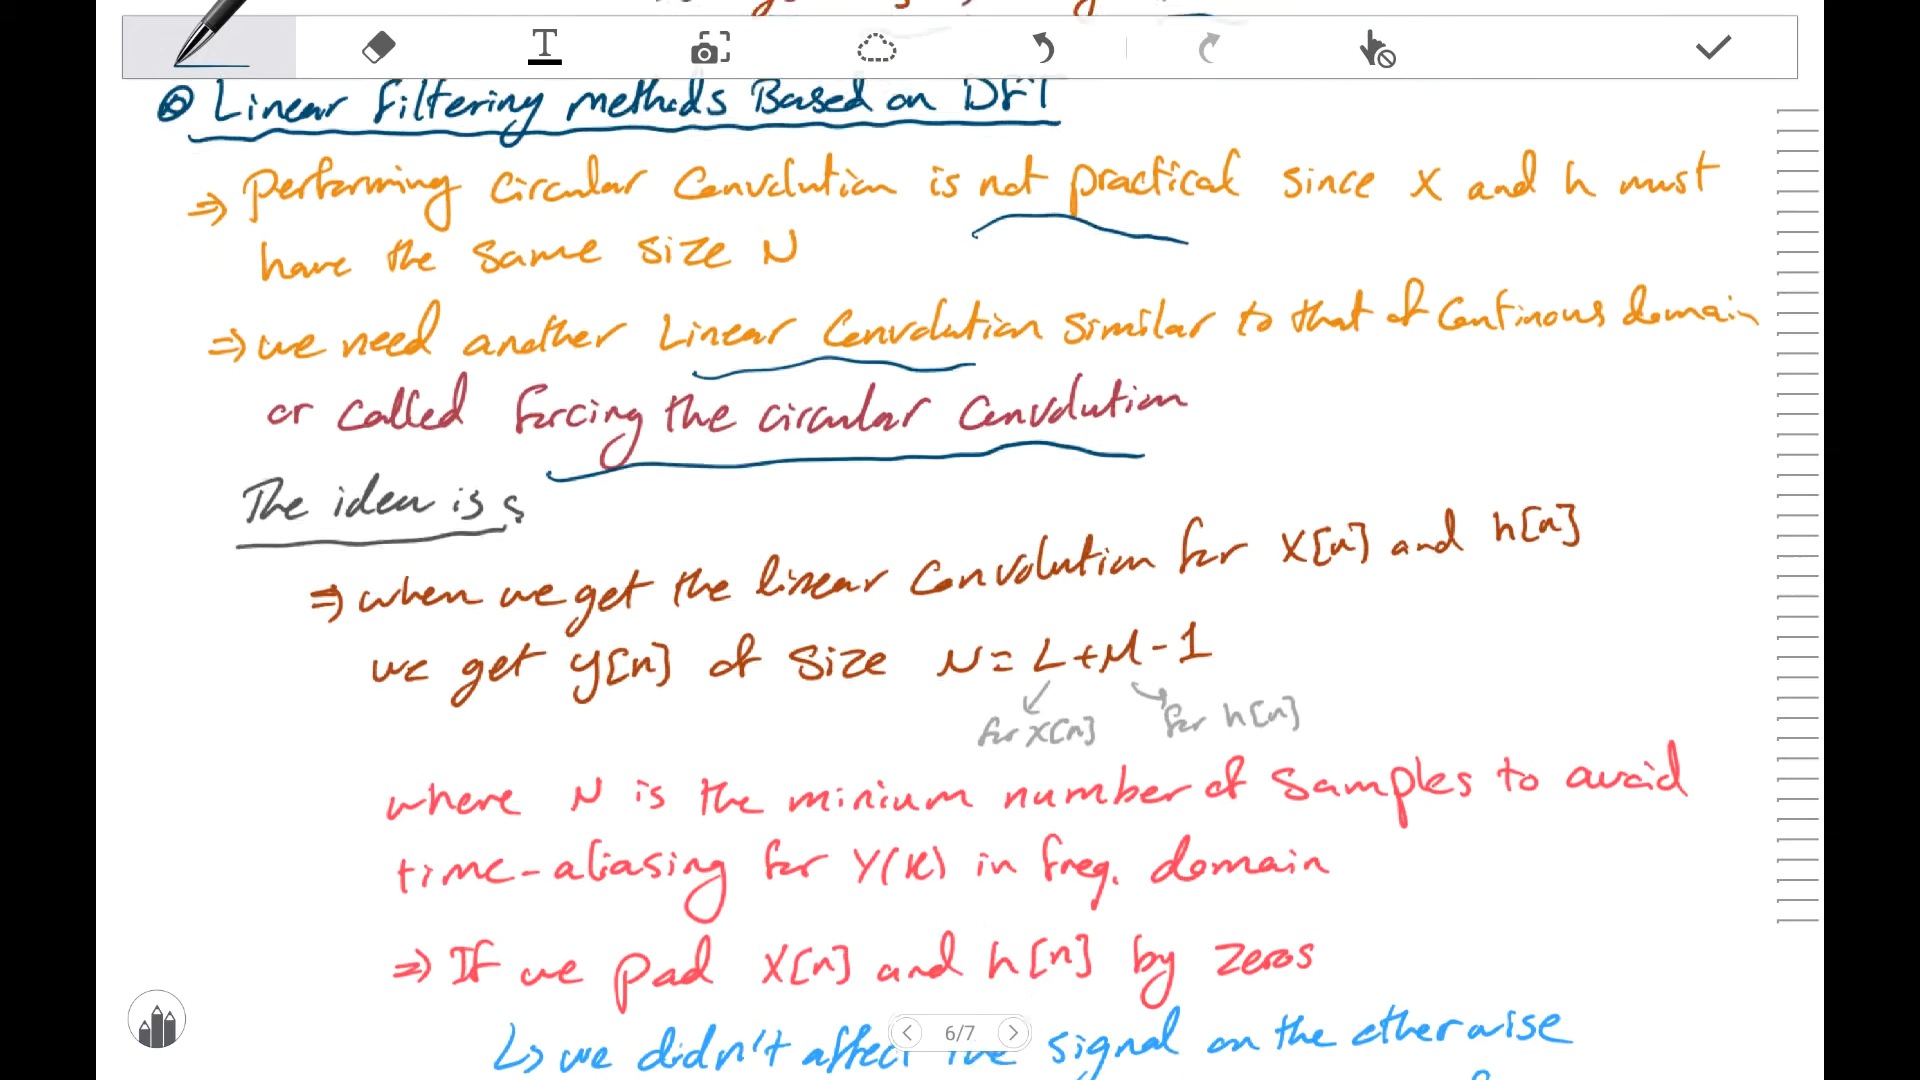 Linear Filtering methods Based on DFT
⇒ Performing circular Convolution is not practical since X and h must
have the same size N
⇒ we need another Linear Convolution similar to that of Continous domain
or called forcing the circular Convolution
The idea is :
⇒ when we get the linear Convolution for X[n] and h[n]
we get y[n] of size N = L + M - 1
for X[n] for h[n]
where N is the minium number of samples to avoid
time-aliasing for Y(K) in freq. domain
⇒ If we pad X[n] and h[n] by zeros
6/7
↳ we didn't affect the signal on the otherwise
T